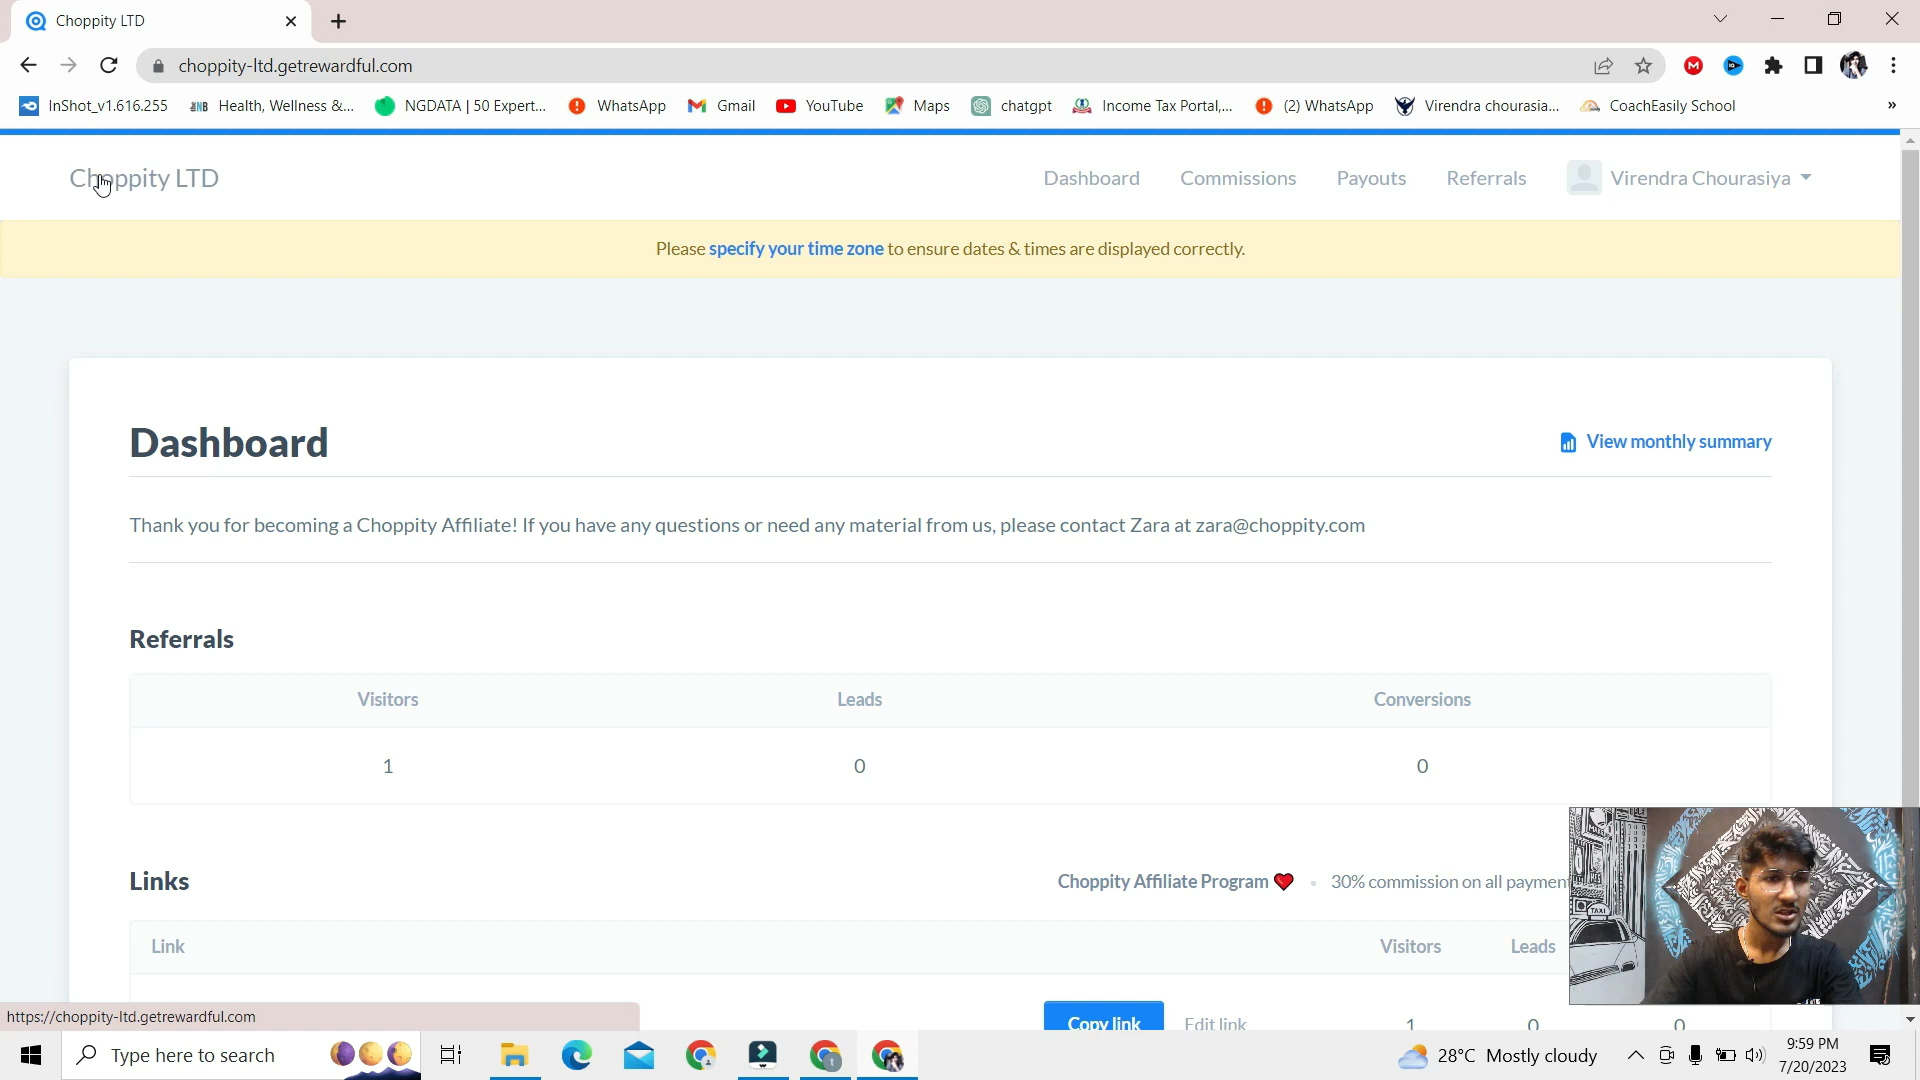 Choppity LTD
choppity-ltd.getrewardful.com
InShot_v1.616.255 Health, Wellness &... NGDATA | 50 Expert... WhatsApp Gmail YouTube Maps chatgpt Income Tax Portal,... (2) WhatsApp Virendra chourasia... CoachEasily School »
Choppity LTD Dashboard Commissions Payouts Referrals Virendra Chourasiya
Please specify your time zone to ensure dates & times are displayed correctly.
Dashboard View monthly summary
Thank you for becoming a Choppity Affiliate! If you have any questions or need any material from us, please contact Zara at zara@choppity.com
Referrals
Visitors Leads Conversions
1 0 0
Links Choppity Affiliate Program 30% commission on all paymen
Link Visitors Leads
Copy link Edit link 1 0 0
TAXI
https://choppity-ltd.getrewardful.com
Type here to search 28°C Mostly cloudy 9:59 PM
7/20/2023